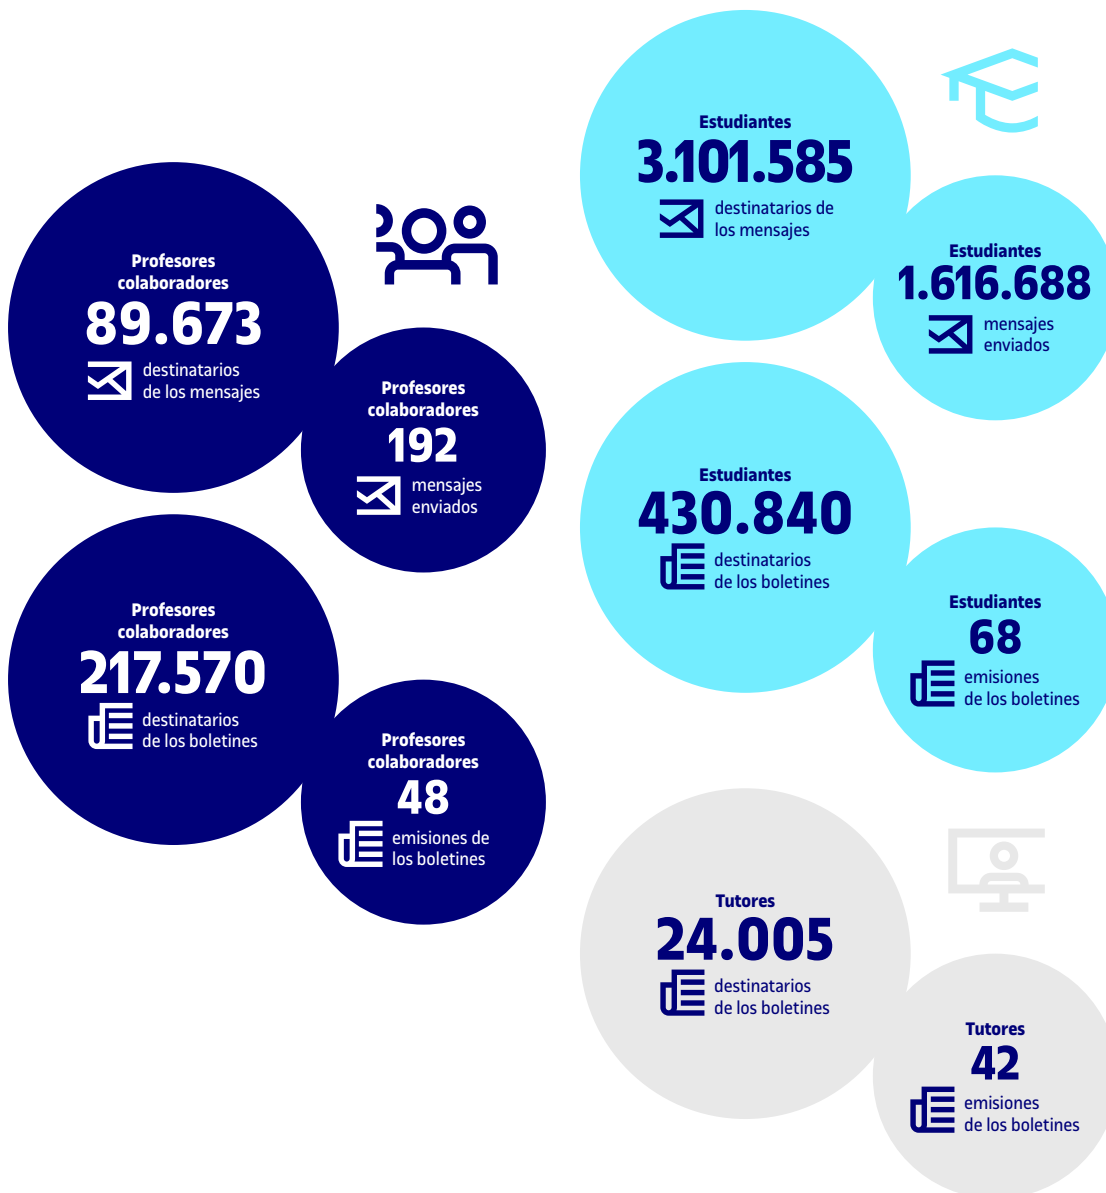 Profesores
colaboradores
89.673
destinatarios
de los mensajes
Profesores
colaboradores
192
mensajes
enviados
Profesores
colaboradores
217.570
destinatarios
de los boletines
Profesores
colaboradores
48
emisiones de
los boletines
Estudiantes
3.101.585
destinatarios de
los mensajes
Estudiantes
1.616.688
mensajes
enviados
Estudiantes
430.840
destinatarios
de los boletines
Estudiantes
68
emisiones
de los boletines
Tutores
24.005
destinatarios
de los boletines
Tutores
42
emisiones
de los boletines